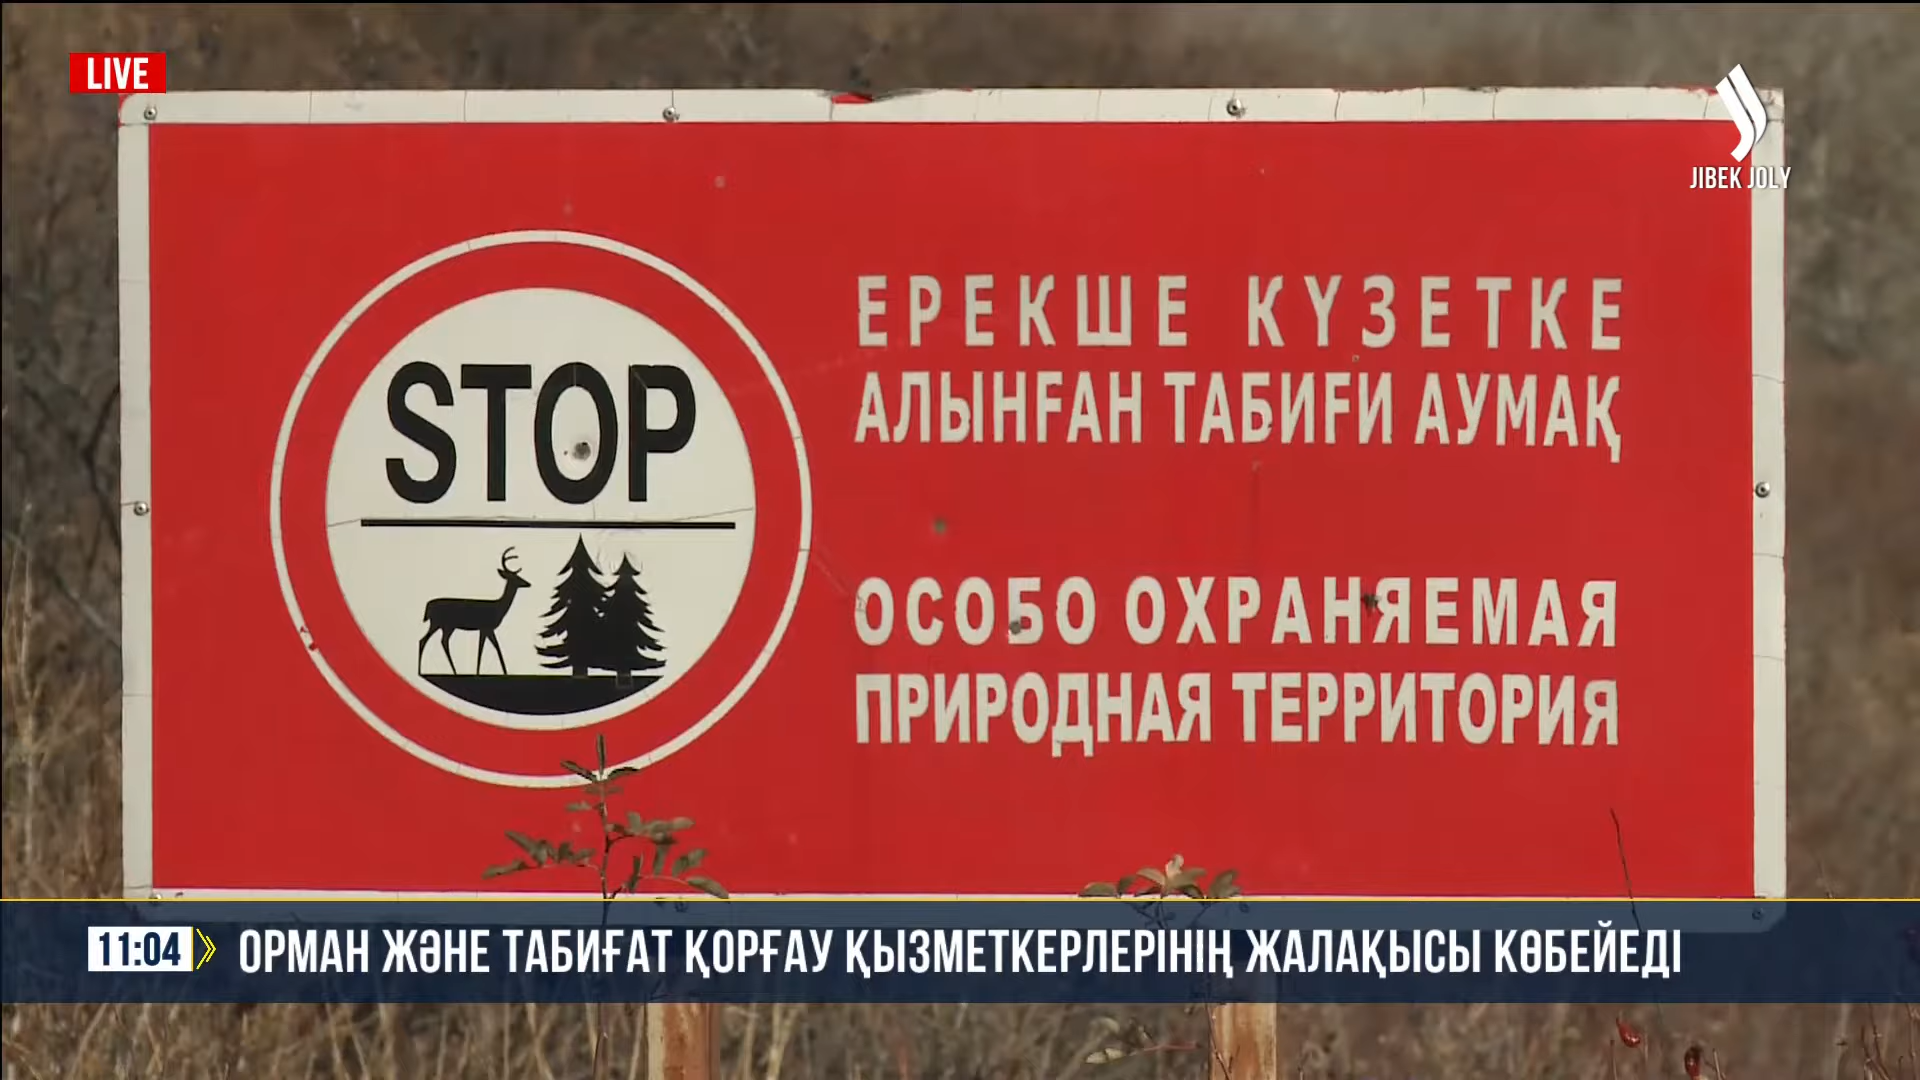 LIVE
JIBEK JOLY
STOP
ЕРЕКШЕ КҮЗЕТКЕ
АЛЫНҒАН ТАБИҒИ АУМАҚ
ОСОБО ОХРАНЯЕМАЯ
ПРИРОДНАЯ ТЕРРИТОРИЯ
11:04 ОРМАН ЖӘНЕ ТАБИҒАТ ҚОРҒАУ ҚЫЗМЕТКЕРЛЕРІНІҢ ЖАЛАҚЫСЫ КӨБЕЙЕДІ